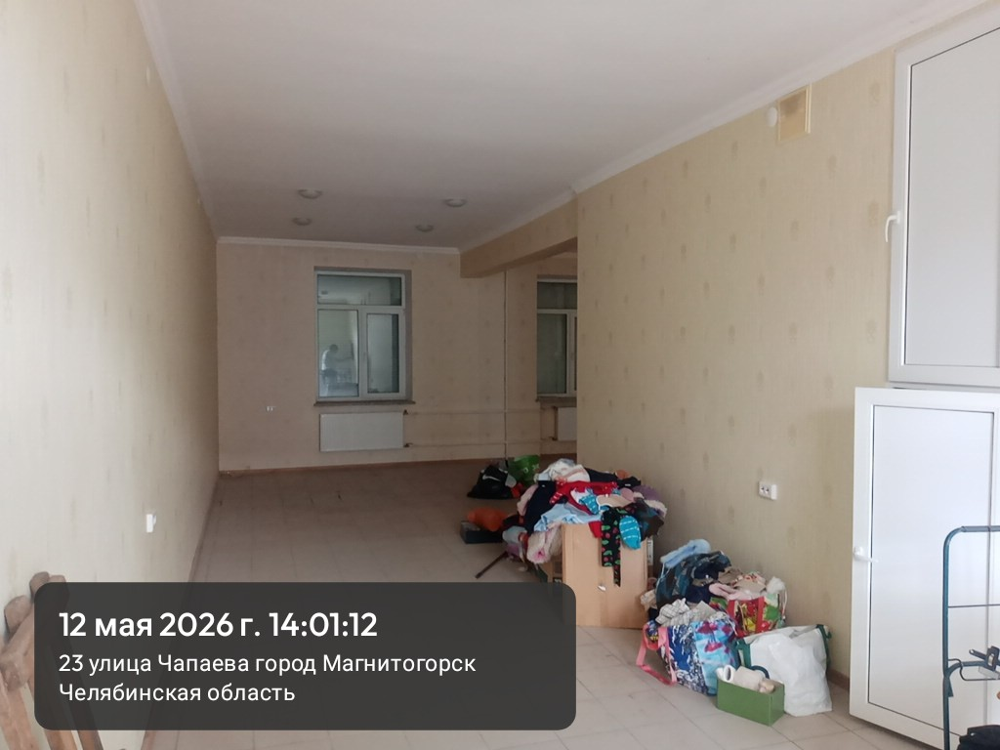 12 мая 2026 г. 14:01:12
23 улица Чапаева город Магнитогорск
Челябинская область